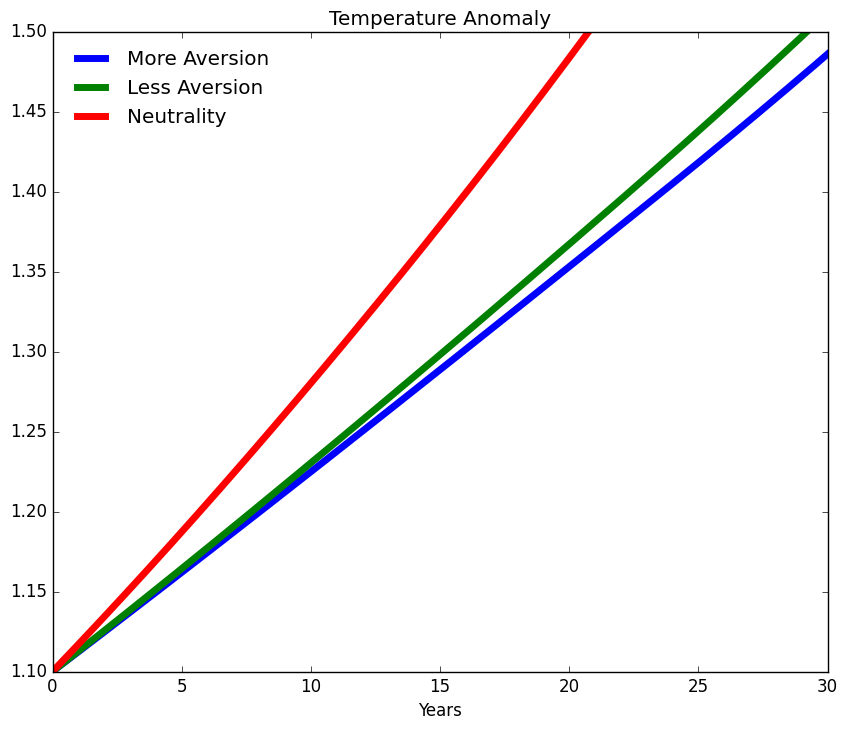 Temperature Anomaly
1.50
1.45
1.40
1.35
1.30
1.25
1.20
1.15
1.10
More Aversion
Less Aversion
Neutrality
0 5 10 15 20 25 30
Years